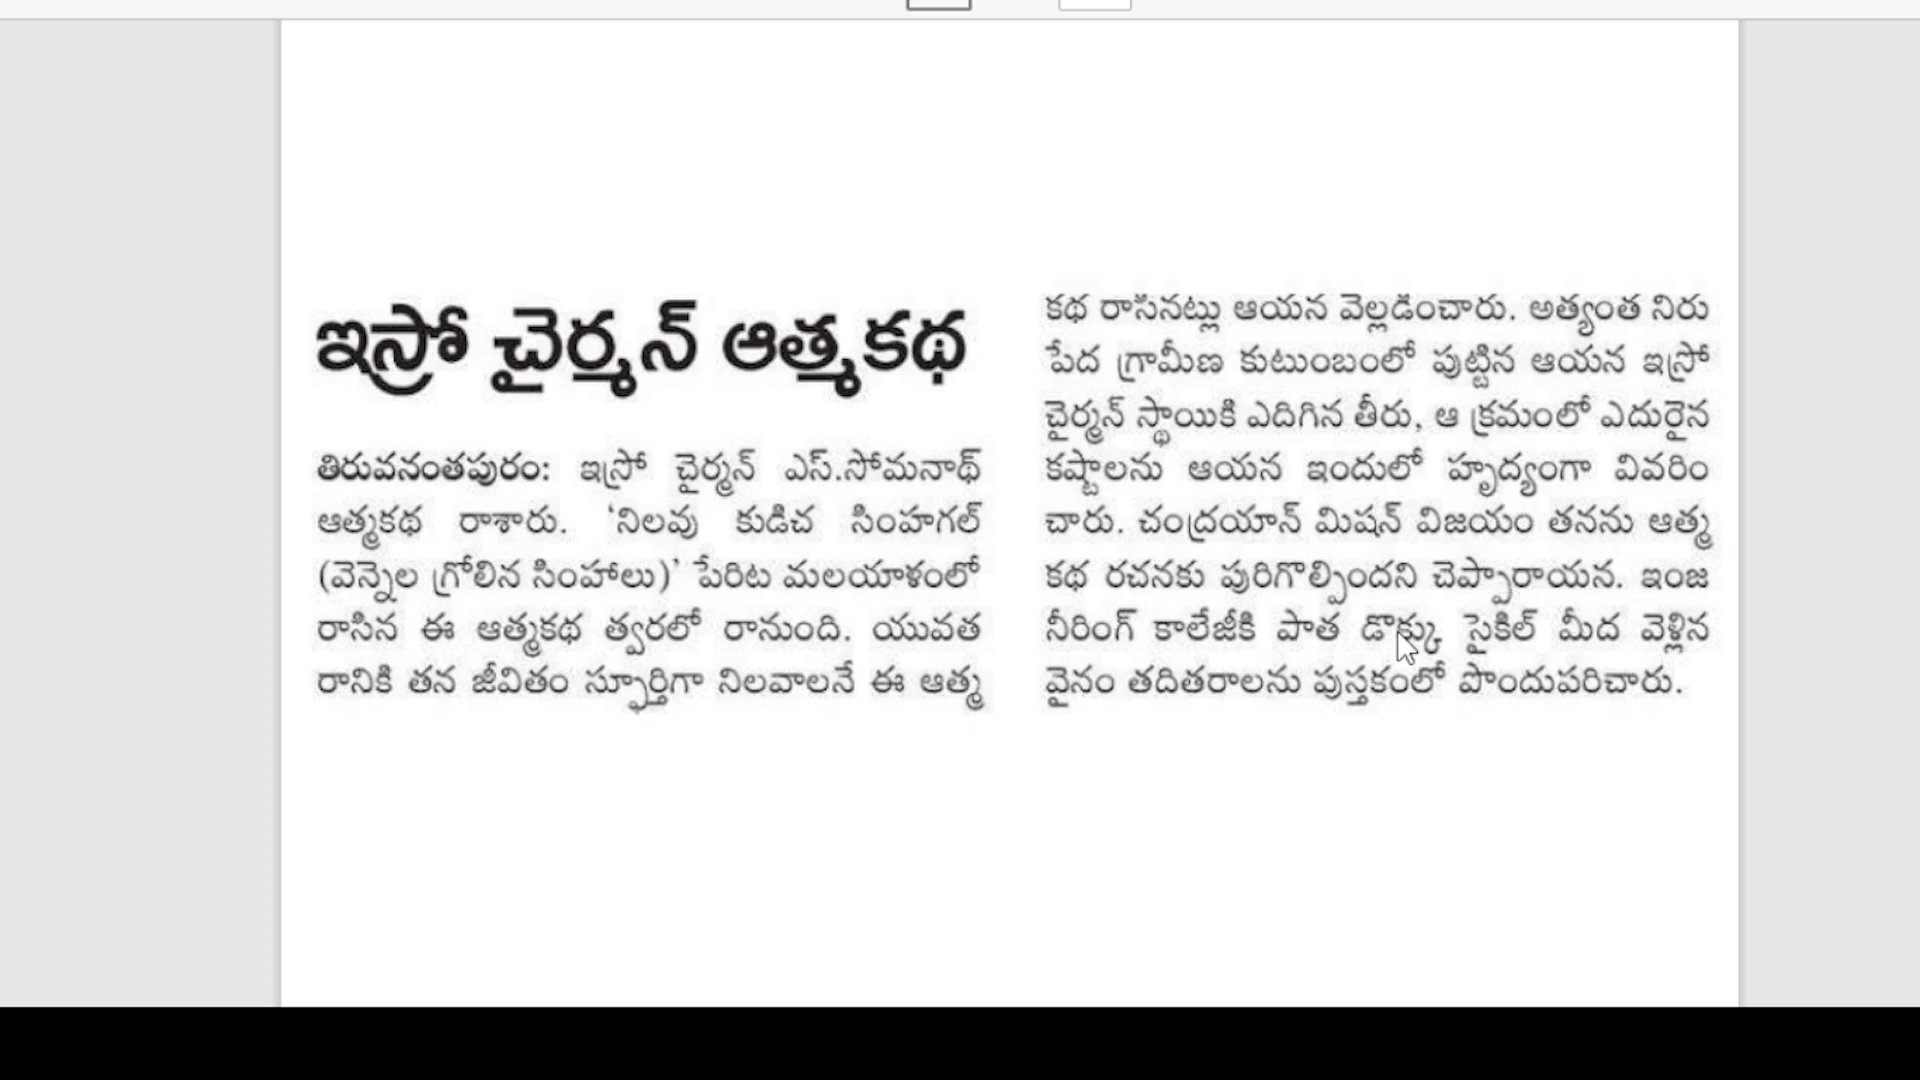 ఇస్రో చైర్మన్ ఆత్మకథ
తిరువనంతపురం: ఇస్రో చైర్మన్ ఎస్.సోమనాథ్
ఆత్మకథ రాశారు. 'నిలవు కుడిచ సింహగల్
(వెన్నెల గ్రోలిన సింహాలు)' పేరిట మలయాళంలో
రాసిన ఈ ఆత్మకథ త్వరలో రానుంది. యువత
రానికి తన జీవితం స్ఫూర్తిగా నిలవాలనే ఈ ఆత్మ
కథ రాసినట్లు ఆయన వెల్లడించారు. అత్యంత నిరు
పేద గ్రామీణ కుటుంబంలో పుట్టిన ఆయన ఇస్రో
చైర్మన్ స్థాయికి ఎదిగిన తీరు, ఆ క్రమంలో ఎదురైన
కష్టాలను ఆయన ఇందులో హృద్యంగా వివరిం
చారు. చంద్రయాన్ మిషన్ విజయం తనను ఆత్మ
కథ రచనకు పురిగొల్పిందని చెప్పారాయన. ఇంజ
నీరింగ్ కాలేజీకి పాత డొక్కు సైకిల్ మీద వెళ్లిన
వైనం తదితరాలను పుస్తకంలో పొందుపరిచారు.